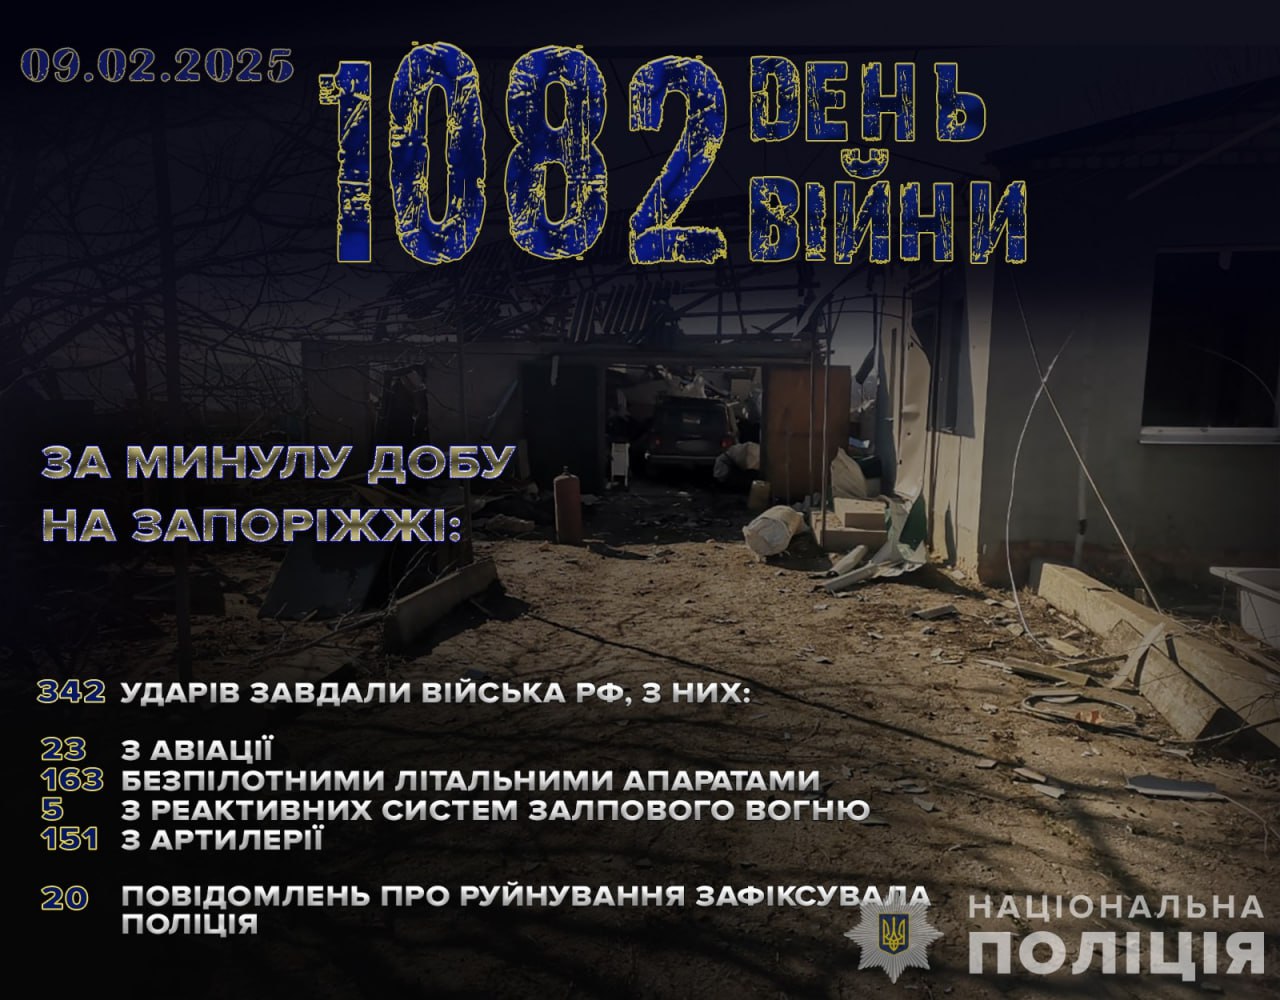 09.02.2025
1082 ДЕНЬ
ВІЙНИ
ЗА МИНУЛУ ДОБУ
НА ЗАПОРІЖЖІ:
342 УДАРІВ ЗАВДАЛИ ВІЙСЬКА РФ, З НИХ:
23 З АВІАЦІЇ
163 БЕЗПІЛОТНИМИ ЛІТАЛЬНИМИ АПАРАТАМИ
5 З РЕАКТИВНИХ СИСТЕМ ЗАЛПОВОГО ВОГНЮ
151 З АРТИЛЕРІЇ
20 ПОВІДОМЛЕНЬ ПРО РУЙНУВАННЯ ЗАФІКСУВАЛА
ПОЛІЦІЯ
НАЦІОНАЛЬНА
ПОЛІЦІЯ